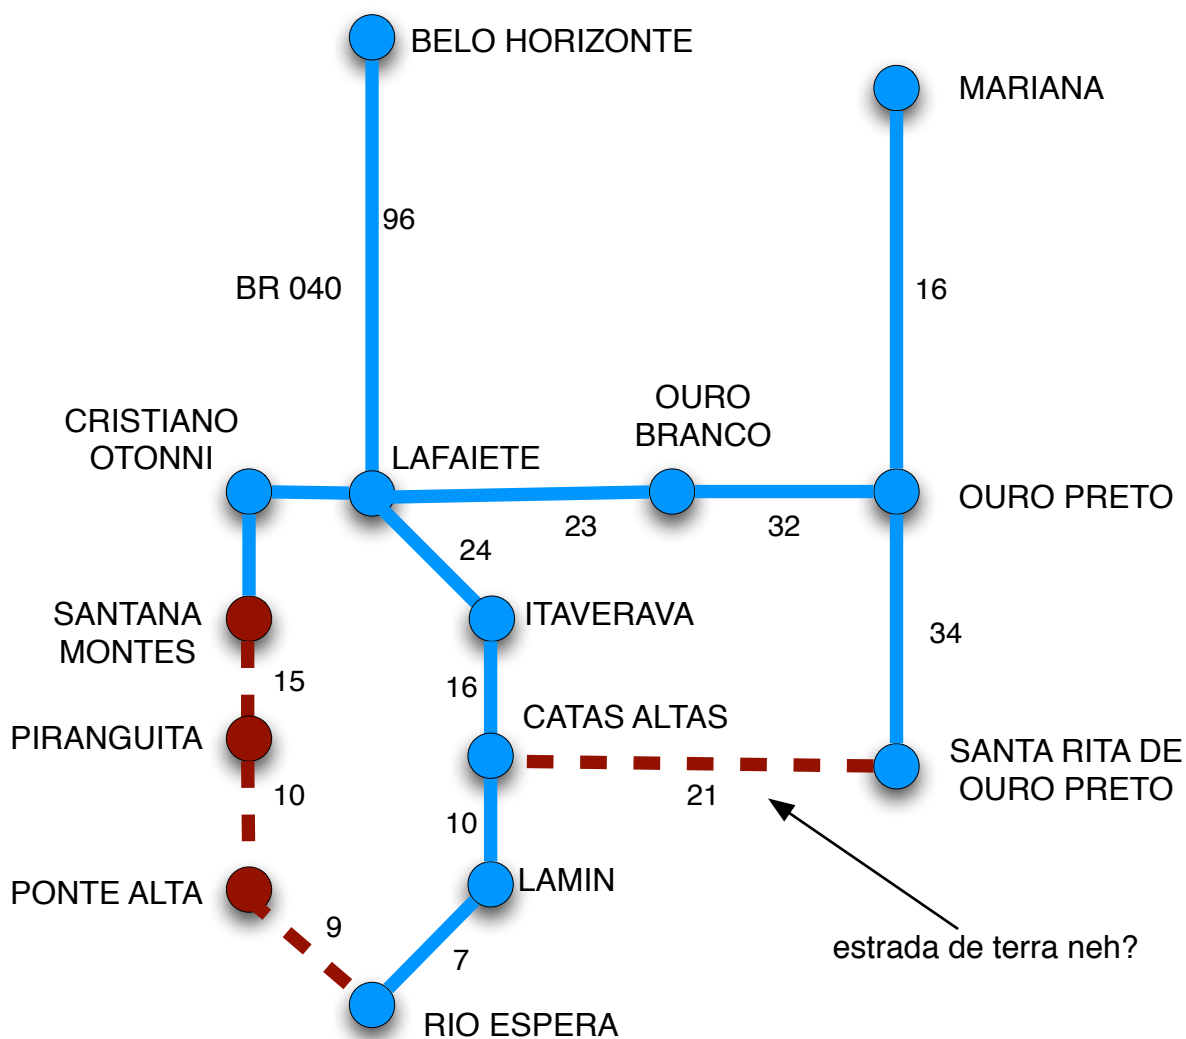 BELO HORIZONTE
MARIANA
96
BR 040
16
CRISTIANO
OTONNI
LAFAIETE
OURO
BRANCO
OURO PRETO
23
32
24
SANTANA
MONTES
ITAVERAVA
34
15
16
PIRANGUITA
CATAS ALTAS
SANTA RITA DE
OURO PRETO
10
21
10
PONTE ALTA
LAMIN
9
7
estrada de terra neh?
RIO ESPERA